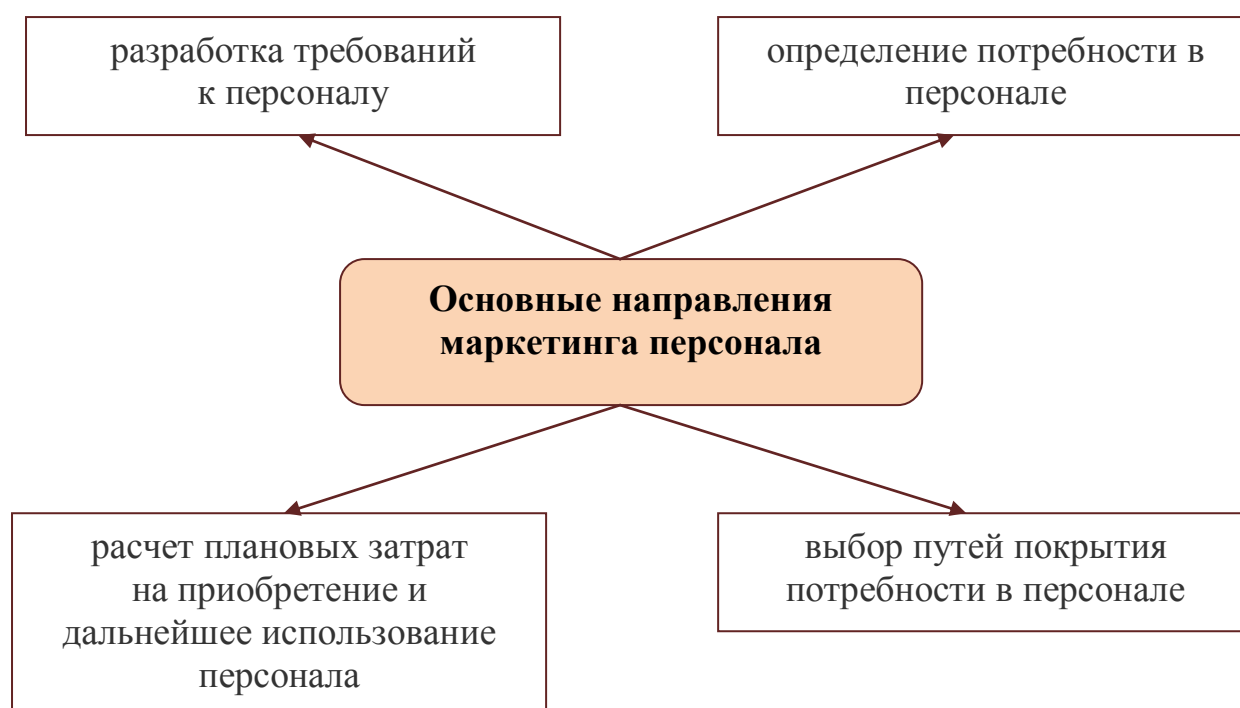 разработка требований
к персоналу
определение потребности в
персонале
Основные направления
маркетинга персонала
расчет плановых затрат
на приобретение и
дальнейшее использование
персонала
выбор путей покрытия
потребности в персонале